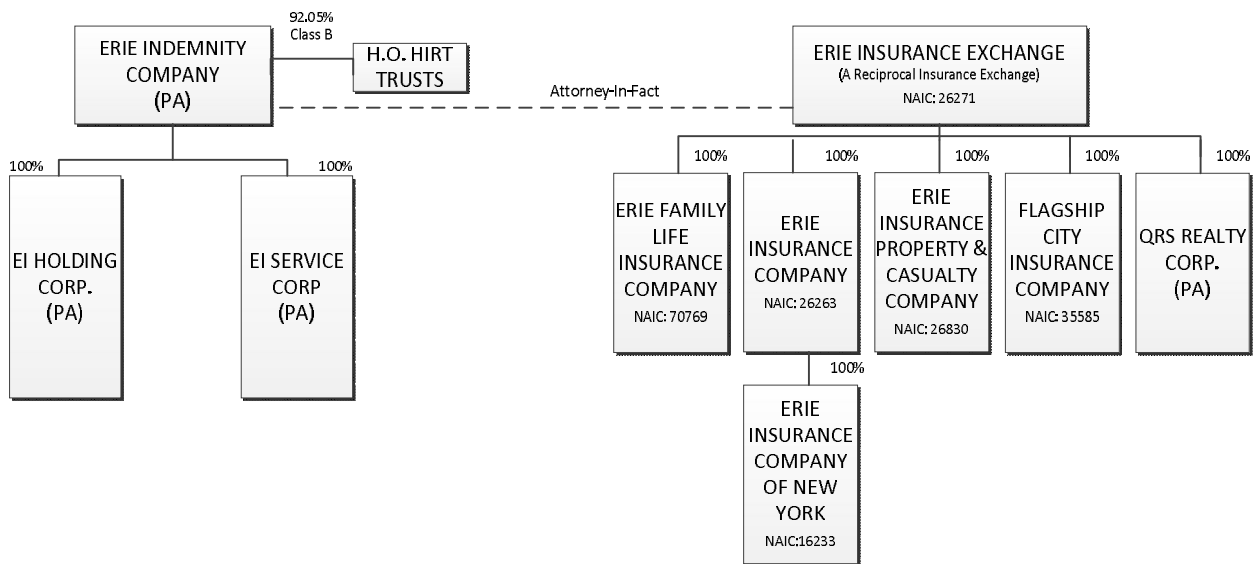 92.05%
Class B
ERIE INDEMNITY
COMPANY
(PA)
H.O. HIRT
TRUSTS
Attorney-In-Fact
ERIE INSURANCE EXCHANGE
(A Reciprocal Insurance Exchange)
NAIC: 26271
100%
EI HOLDING
CORP.
(PA)
100%
EI SERVICE
CORP
(PA)
100%
ERIE FAMILY
LIFE
INSURANCE
COMPANY
NAIC: 70769
100%
ERIE
INSURANCE
COMPANY
NAIC: 26263
100%
ERIE
INSURANCE
PROPERTY &
CASUALTY
COMPANY
NAIC: 26830
100%
FLAGSHIP
CITY
INSURANCE
COMPANY
NAIC: 35585
100%
QRS REALTY
CORP.
(PA)
100%
ERIE
INSURANCE
COMPANY
OF NEW
YORK
NAIC:16233